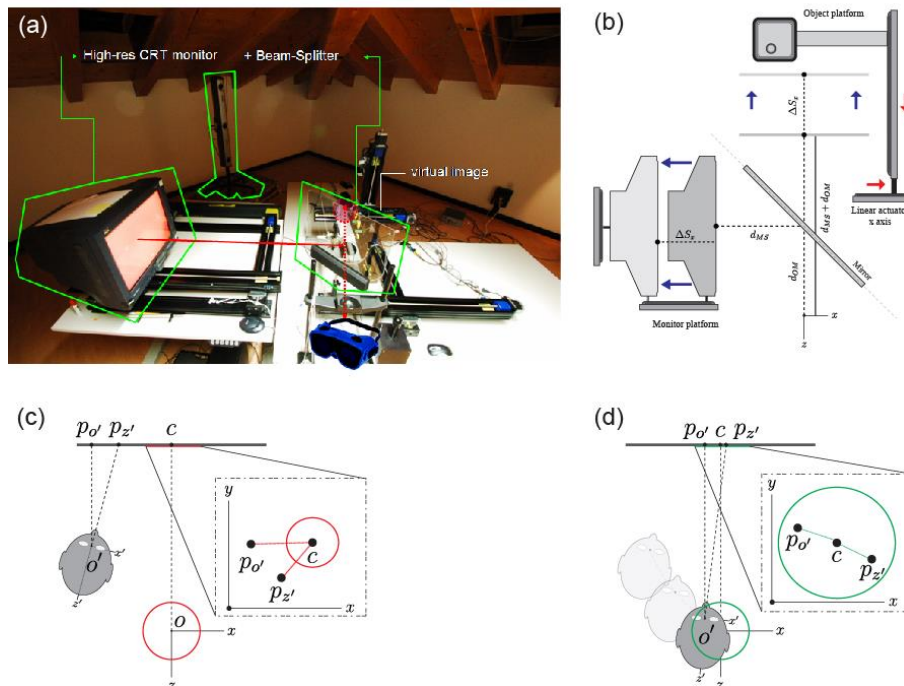 (a)
High-res CRT monitor + Beam-Splitter
virtual image
(b)
Object platform
ΔS_z
d_MS + d_OM
Linear actuator
x axis
ΔS_z
d_MS
Mirror
d_OM
Monitor platform
x
z
(c)
p_o' p_z' c
y
p_o' c
p_z'
x
O' x'
z'
O x
z
(d)
p_o' c p_z'
y
p_o'
c
p_z'
x
O' x' x
z' z